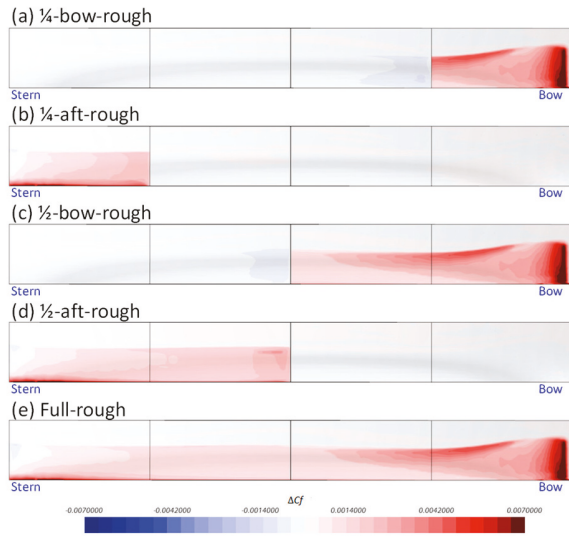 (a) ¼-bow-rough
Stern Bow
(b) ¼-aft-rough
Stern Bow
(c) ½-bow-rough
Stern Bow
(d) ½-aft-rough
Stern Bow
(e) Full-rough
Stern Bow
ΔCf
-0.0070000 -0.0042000 -0.0014000 0.0014000 0.0042000 0.0070000